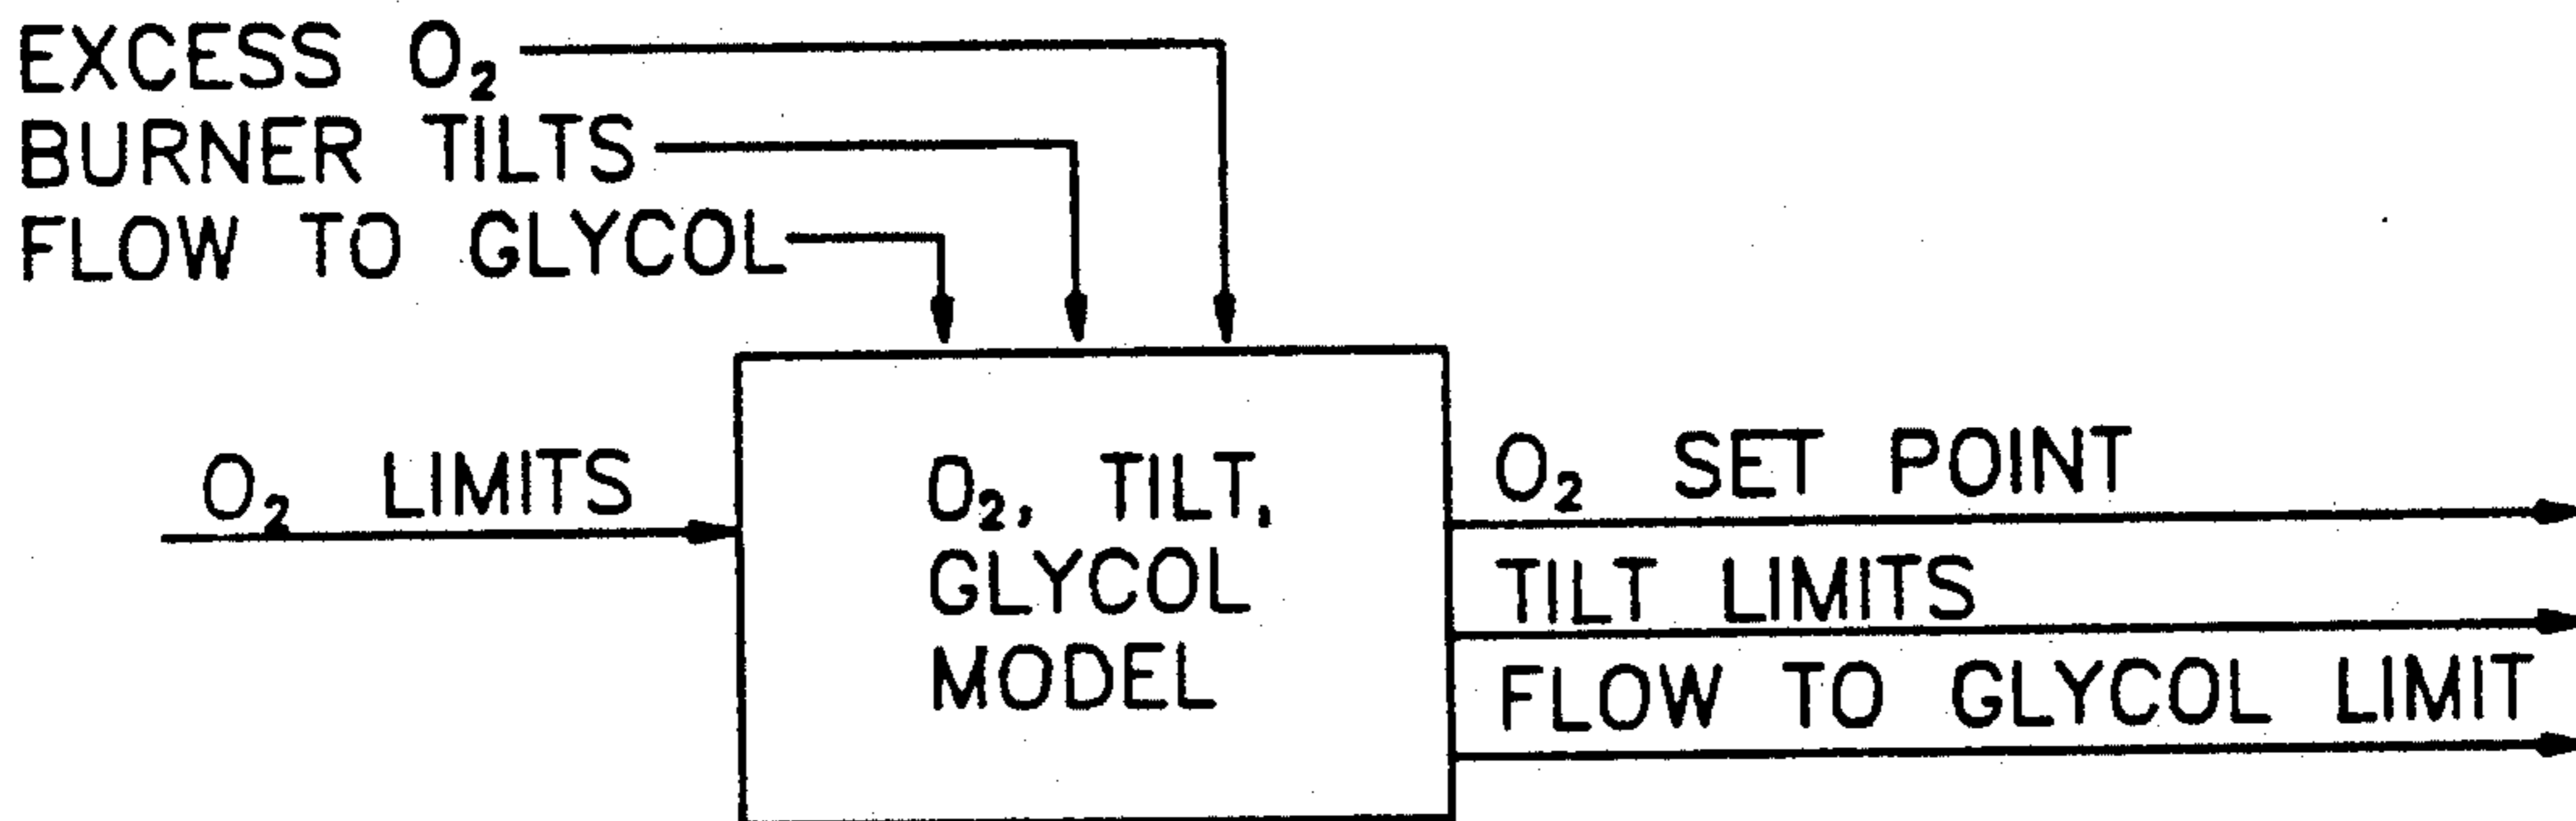 EXCESS O₂
BURNER TILTS
FLOW TO GLYCOL
O₂ LIMITS
O₂, TILT,
GLYCOL
MODEL
O₂ SET POINT
TILT LIMITS
FLOW TO GLYCOL LIMIT